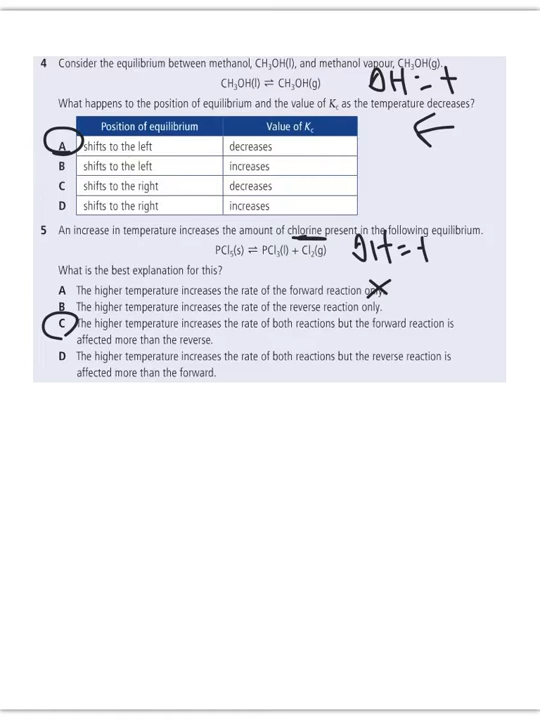 4 Consider the equilibrium between methanol, CH₃OH(l), and methanol vapour, CH₃OH(g).
CH₃OH(l) ⇌ CH₃OH(g)
ΔH = +
What happens to the position of equilibrium and the value of Kc as the temperature decreases?
←
Position of equilibrium Value of Kc
A shifts to the left decreases
B shifts to the left increases
C shifts to the right decreases
D shifts to the right increases
5 An increase in temperature increases the amount of chlorine present in the following equilibrium.
PCl₅(s) ⇌ PCl₃(l) + Cl₂(g)
ΔH = +
What is the best explanation for this?
A The higher temperature increases the rate of the forward reaction only.
B The higher temperature increases the rate of the reverse reaction only.
C The higher temperature increases the rate of both reactions but the forward reaction is
affected more than the reverse.
D The higher temperature increases the rate of both reactions but the reverse reaction is
affected more than the forward.